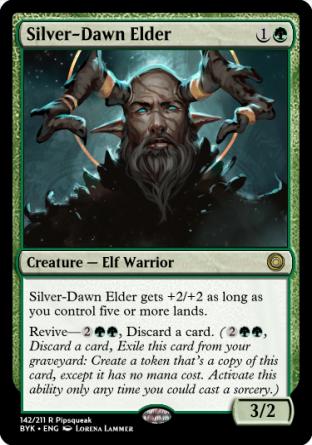 Silver-Dawn Elder 1
Creature — Elf Warrior
Silver-Dawn Elder gets +2/+2 as long as
you control five or more lands.
Revive—2, Discard a card. (2,
Discard a card, Exile this card from your
graveyard: Create a token that's a copy of this
card, except it has no mana cost. Activate this
ability only any time you could cast a sorcery.)
3/2
142/211 R Pipsqueak
BYK • ENG Lorena Lammer